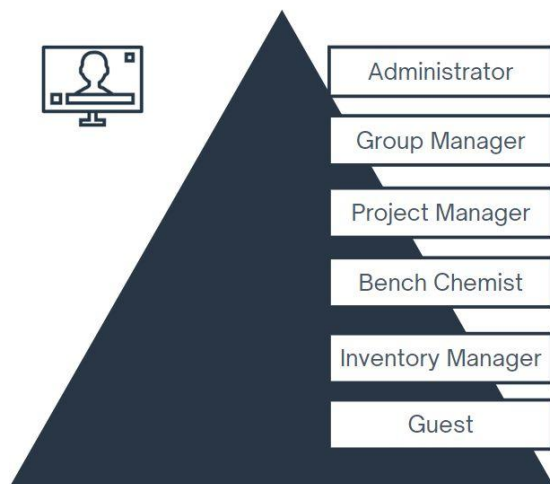 Administrator
Group Manager
Project Manager
Bench Chemist
Inventory Manager
Guest